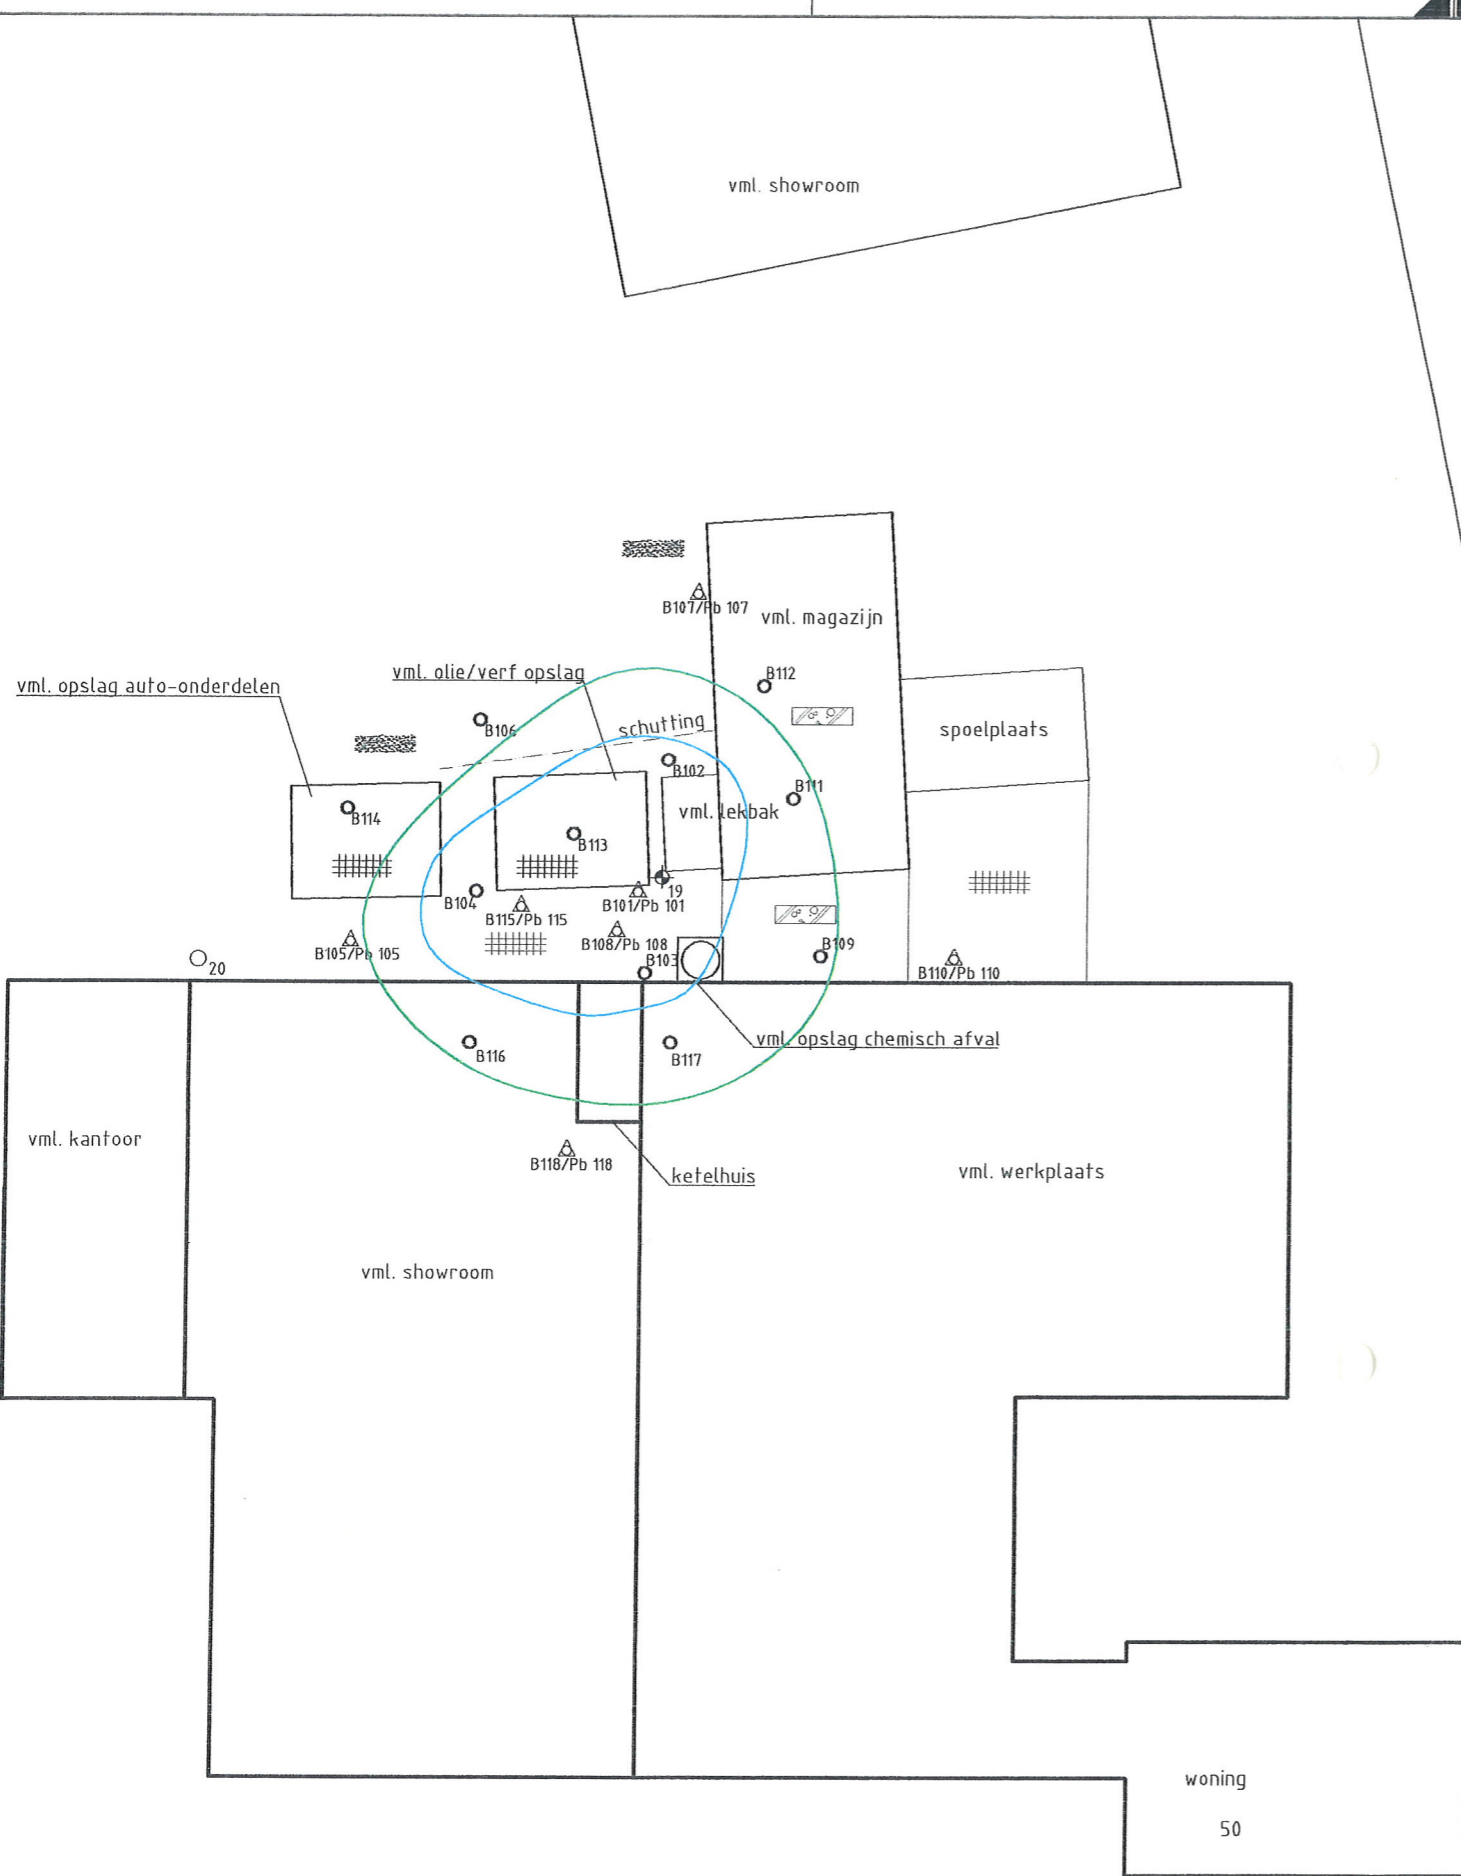 vml. showroom
B107/Pb 107
vml. magazijn
vml. olie/verf opslag
vml. opslag auto-onderdelen
B112
B106
schutting
spoelplaats
B102
B111
B114
vml. lekbak
B113
B104
19
B101/Pb 101
B115/Pb 115
B108/Pb 108
B109
B105/Pb 105
B103
20
B110/Pb 110
vml. opslag chemisch afval
B116
B117
vml. kantoor
B118/Pb 118
ketelhuis
vml. werkplaats
vml. showroom
woning
50